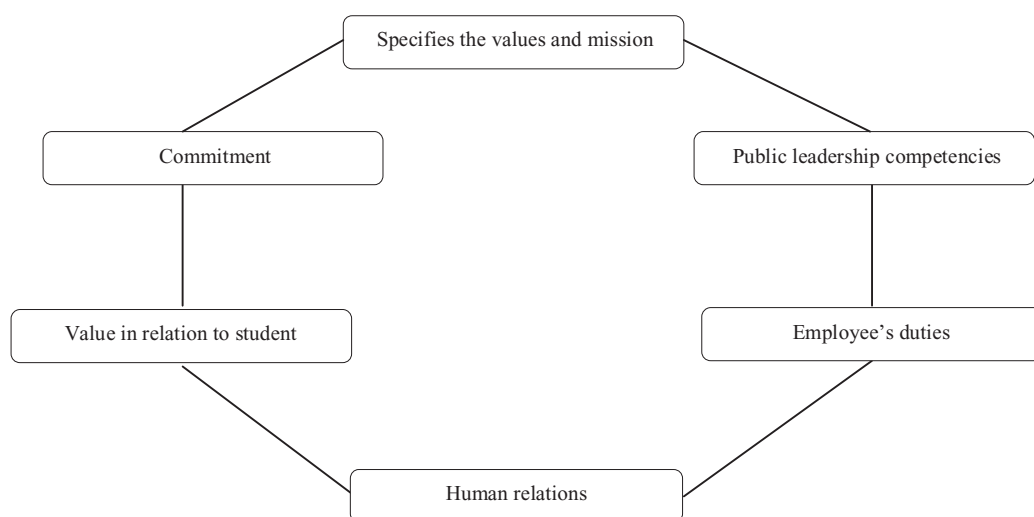 Specifies the values and mission
Commitment
Public leadership competencies
Value in relation to student
Employee’s duties
Human relations